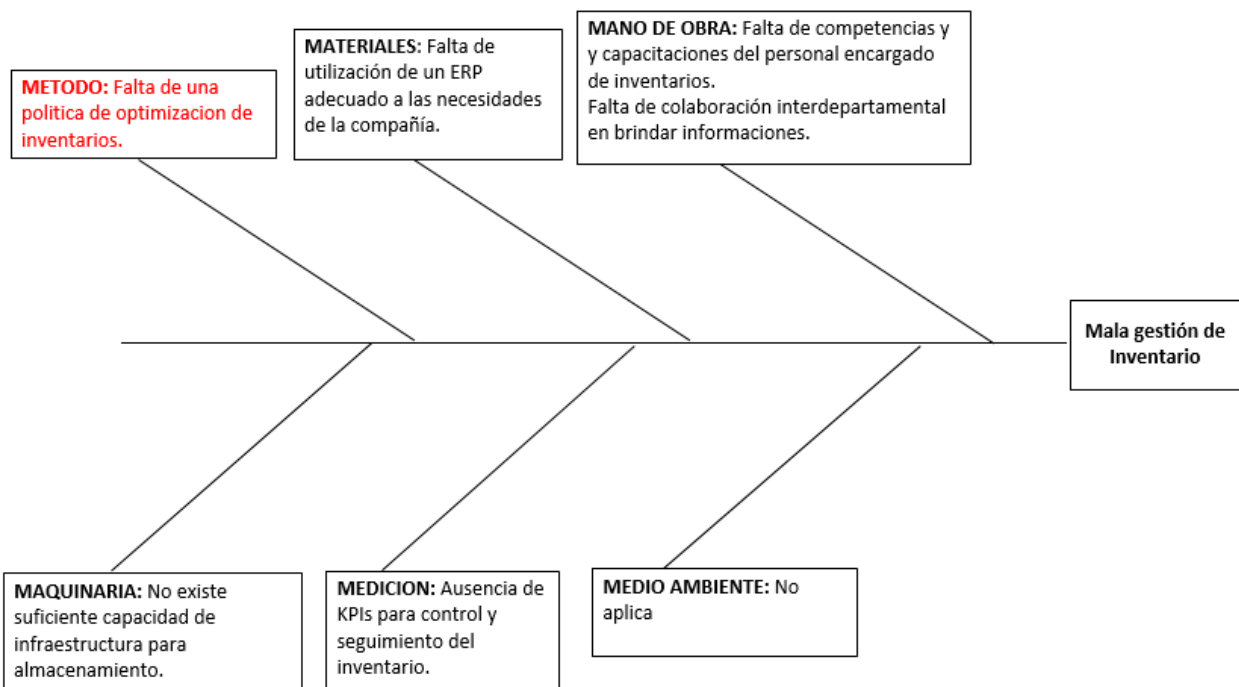 METODO: Falta de una
politica de optimizacion de
inventarios.
MATERIALES: Falta de
utilización de un ERP
adecuado a las necesidades
de la compañía.
MANO DE OBRA: Falta de competencias y
y capacitaciones del personal encargado
de inventarios.
Falta de colaboración interdepartamental
en brindar informaciones.
Mala gestión de
Inventario
MAQUINARIA: No existe
suficiente capacidad de
infraestructura para
almacenamiento.
MEDICION: Ausencia de
KPIs para control y
seguimiento del
inventario.
MEDIO AMBIENTE: No
aplica